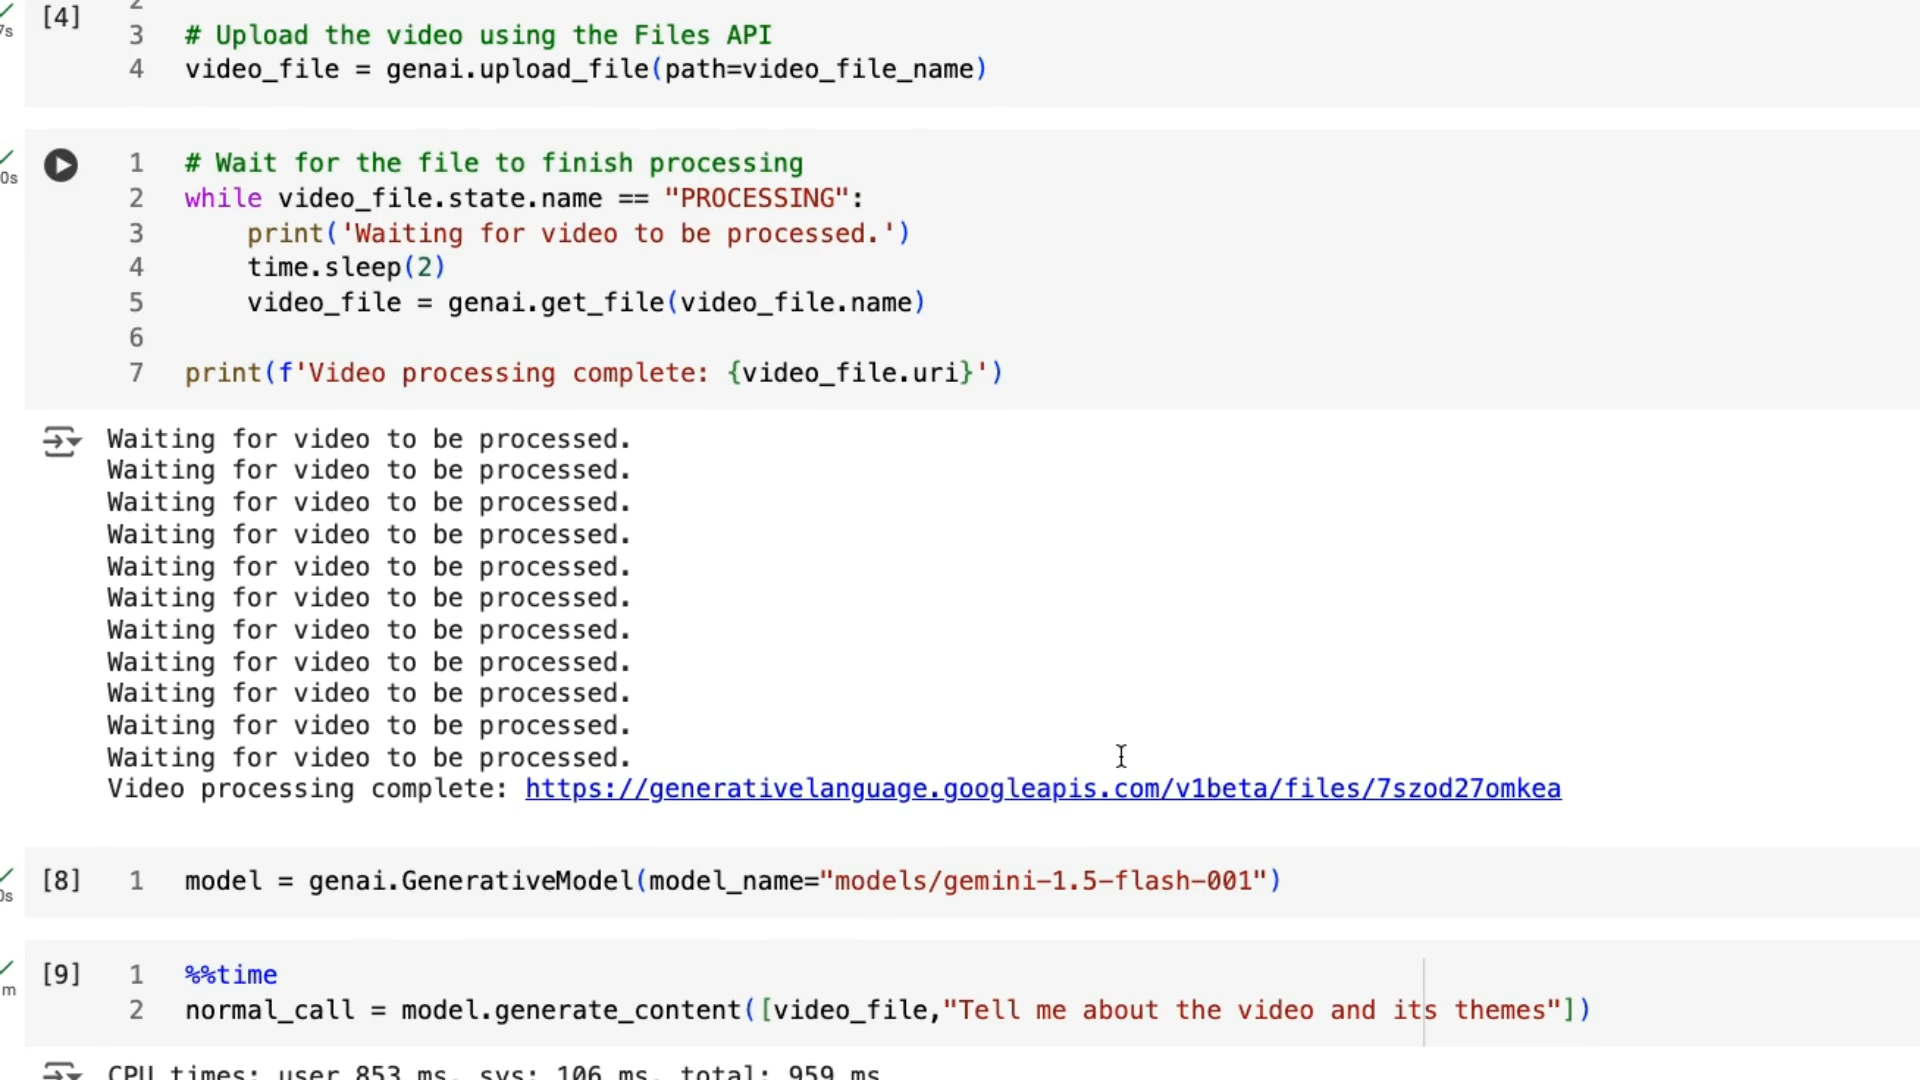 2
[4]
7s
3 # Upload the video using the Files API
4 video_file = genai.upload_file(path=video_file_name)
0s
1 # Wait for the file to finish processing
2 while video_file.state.name == "PROCESSING":
3 print('Waiting for video to be processed.')
4 time.sleep(2)
5 video_file = genai.get_file(video_file.name)
6
7 print(f'Video processing complete: {video_file.uri}')
Waiting for video to be processed.
Waiting for video to be processed.
Waiting for video to be processed.
Waiting for video to be processed.
Waiting for video to be processed.
Waiting for video to be processed.
Waiting for video to be processed.
Waiting for video to be processed.
Waiting for video to be processed.
Waiting for video to be processed.
Waiting for video to be processed.
Video processing complete: https://generativelanguage.googleapis.com/v1beta/files/7szod27omkea
[8] 1 model = genai.GenerativeModel(model_name="models/gemini-1.5-flash-001")
0s
[9] 1 %%time
m
2 normal_call = model.generate_content([video_file,"Tell me about the video and its themes"])
CPU times: user 853 ms, sys: 106 ms, total: 959 ms